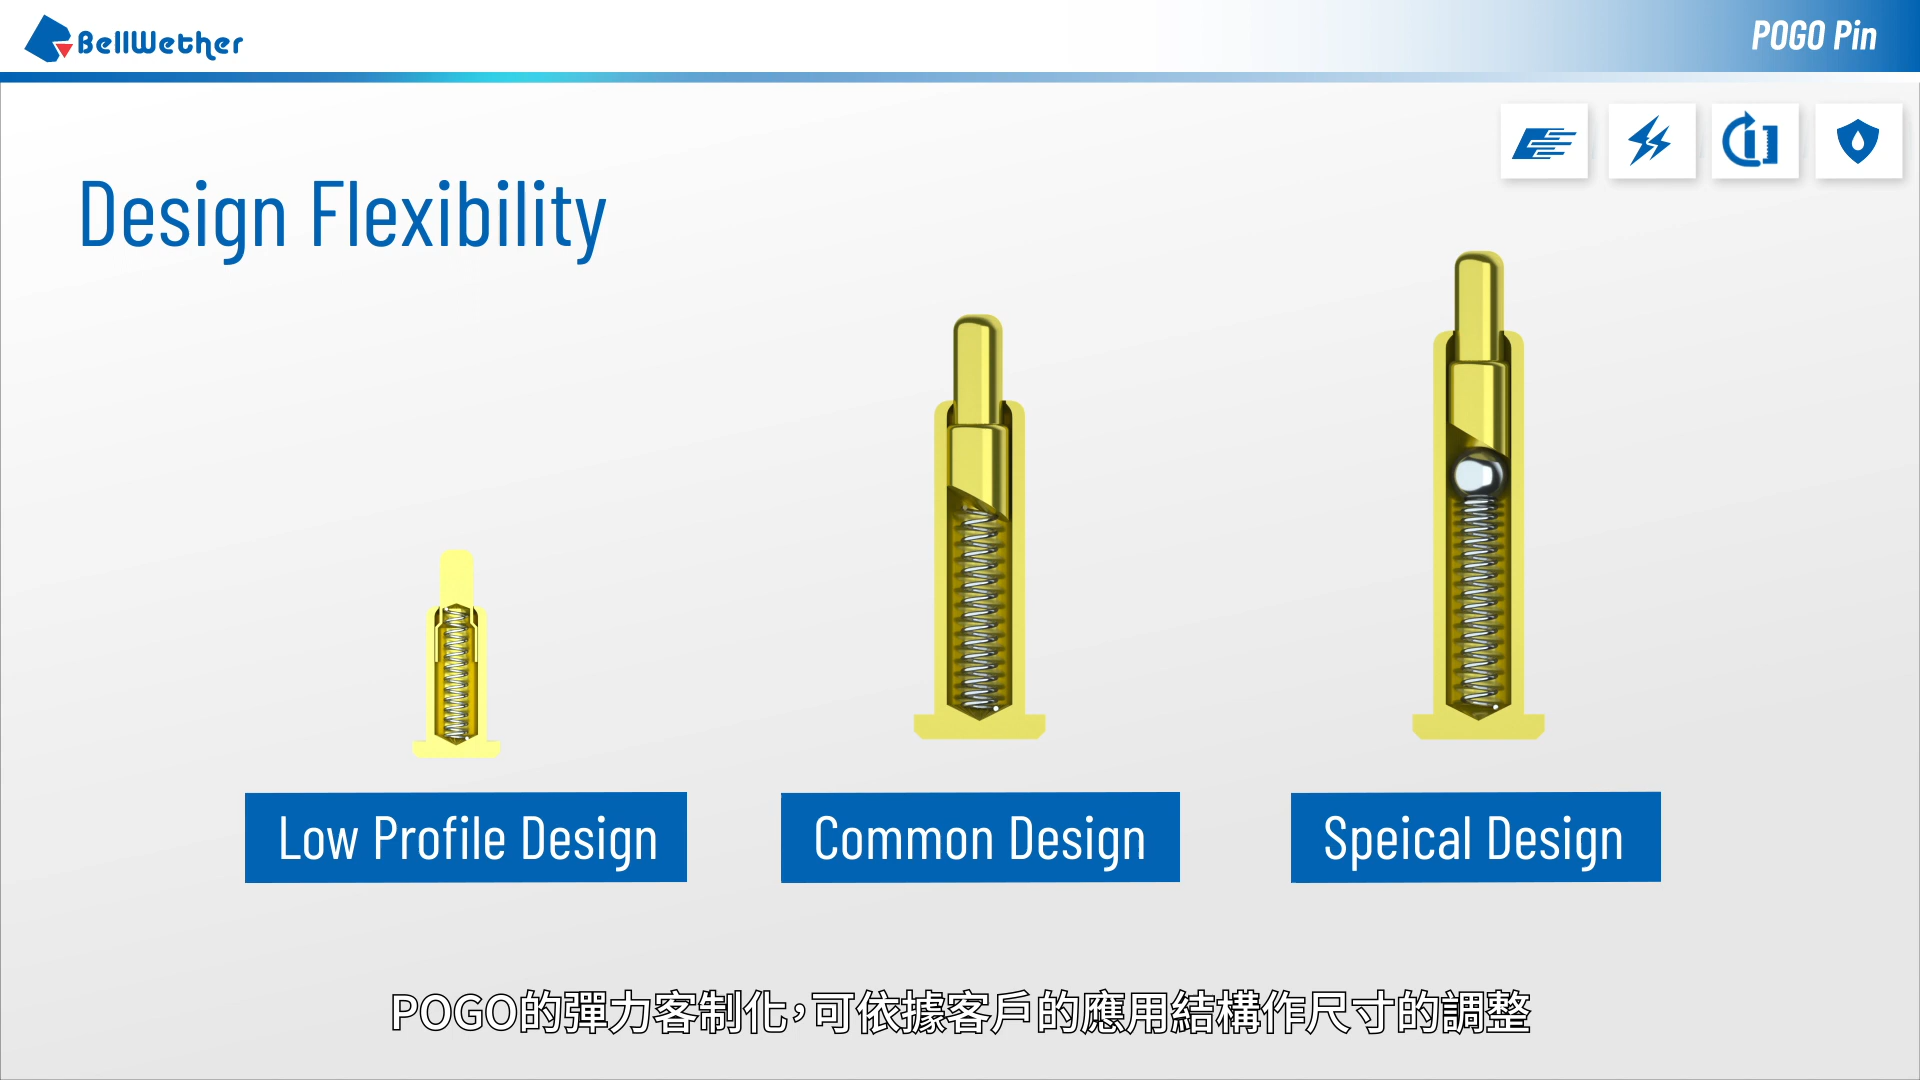 BellWether
POGO Pin
Design Flexibility
Low Profile Design
Common Design
Speical Design
POGO的彈力客制化，可依據客戶的應用結構作尺寸的調整